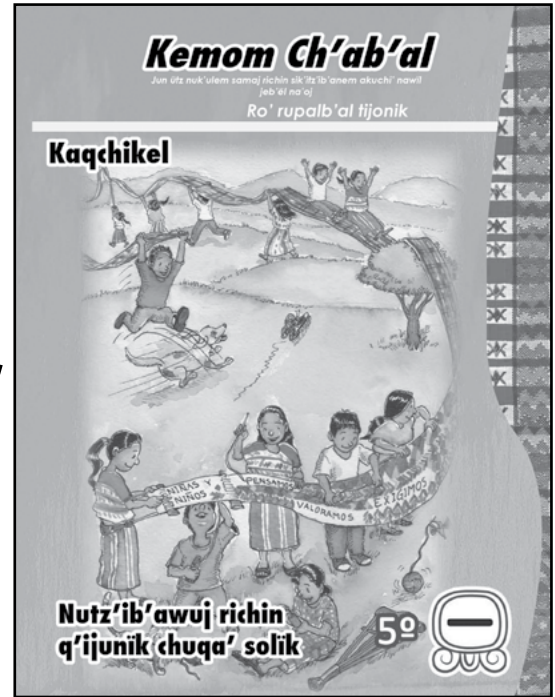 Kemom Ch'ab'al
Jun ütz nuk'ulem samaj richin sik'itz'ib'anem akuchi' nawil
jeb'ël na'oj
Ro' rupalb'al tijonik
Kaqchikel
NIÑAS Y
NIÑOS
PENSAMOS
VALORAMOS
EXIGIMOS
Nutz'ib'awuj richin
q'ijunïk chuqa' solïk
5º